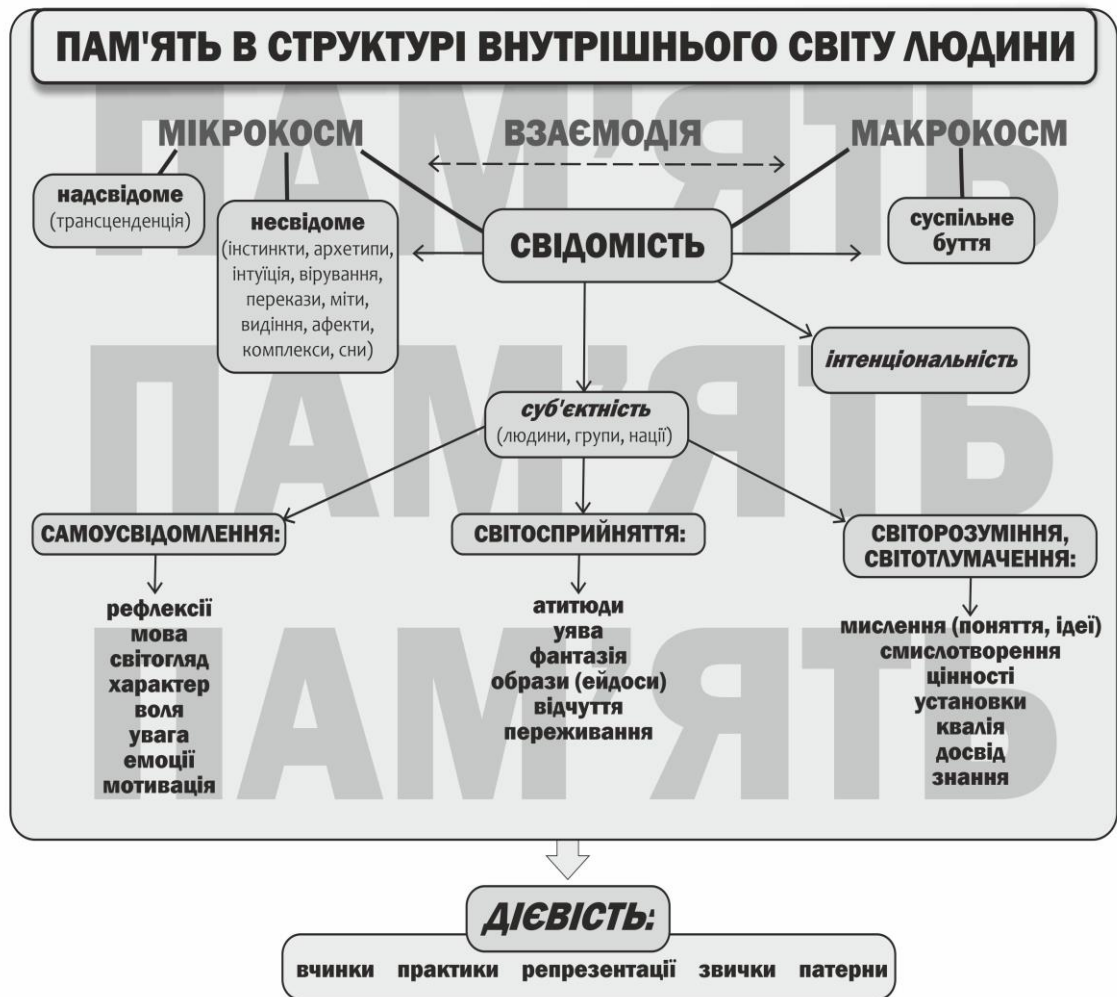 ПАМ'ЯТЬ В СТРУКТУРІ ВНУТРІШНЬОГО СВІТУ ЛЮДИНИ
ПАМ'ЯТЬ
МІКРОКОСМ
ВЗАЄМОДІЯ
МАКРОКОСМ
надсвідоме
(трансценденція)
несвідоме
(інстинкти, архетипи,
інтуїція, вірування,
перекази, міти,
видіння, афекти,
комплекси, сни)
СВІДОМІСТЬ
суспільне
буття
ПАМ'ЯТЬ
інтенціональність
суб'єктність
(людини, групи, нації)
САМОУСВІДОМЛЕННЯ:
рефлексії
мова
світогляд
характер
воля
увага
емоції
мотивація
СВІТОСПРИЙНЯТТЯ:
атитюди
уява
фантазія
образи (ейдоси)
відчуття
переживання
СВІТОРОЗУМІННЯ,
СВІТОТЛУМАЧЕННЯ:
мислення (поняття, ідеї)
смислотворення
цінності
установки
квалія
досвід
знання
ПАМ'ЯТЬ
ДІЄВІСТЬ:
вчинки практики репрезентації звички патерни